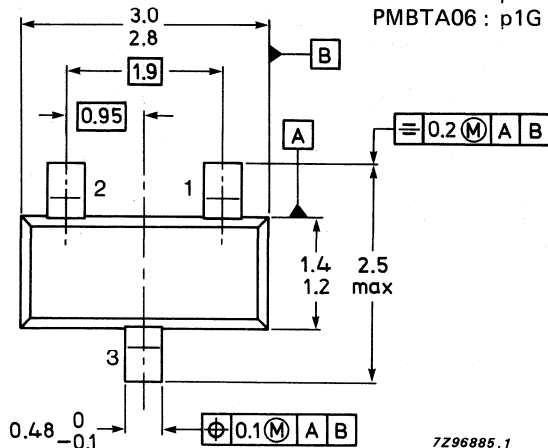 PMBTA06 : p1G
3.0
2.8
B
1.9
0.95
A
⌯ 0.2 Ⓜ A B
2 1
1.4 2.5
1.2 max
3
0.48 0
−0.1
⌖ 0.1 Ⓜ A B
7Z96885.1